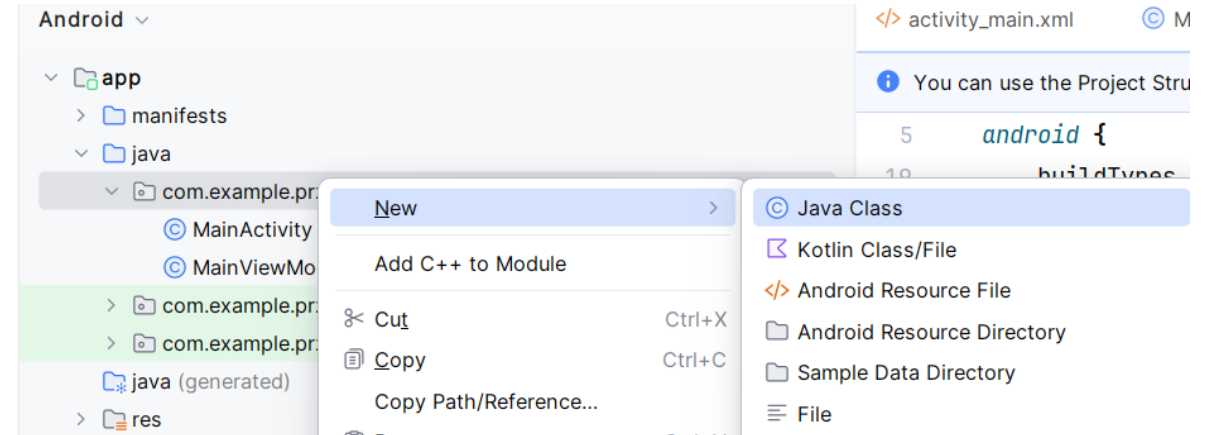 Android
app
manifests
java
com.example.pr
MainActivity
MainViewMo
com.example.pr
com.example.pr
java (generated)
res
New
Add C++ to Module
Cut Ctrl+X
Copy Ctrl+C
Copy Path/Reference...
Java Class
Kotlin Class/File
Android Resource File
Android Resource Directory
Sample Data Directory
File
</> activity_main.xml
M
You can use the Project Stru
5 android {
buildTypes